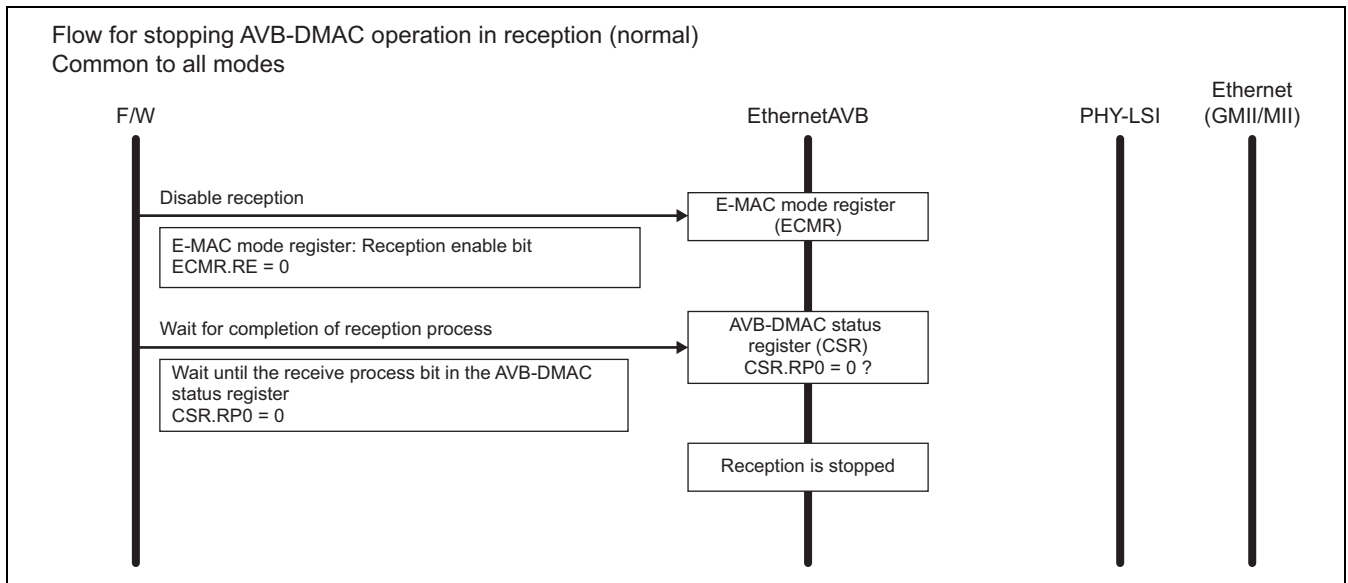 Flow for stopping AVB-DMAC operation in reception (normal)
Common to all modes
F/W
EthernetAVB
PHY-LSI
Ethernet
(GMII/MII)
Disable reception
E-MAC mode register
(ECMR)
E-MAC mode register: Reception enable bit
ECMR.RE = 0
Wait for completion of reception process
AVB-DMAC status
register (CSR)
CSR.RP0 = 0 ?
Wait until the receive process bit in the AVB-DMAC
status register
CSR.RP0 = 0
Reception is stopped